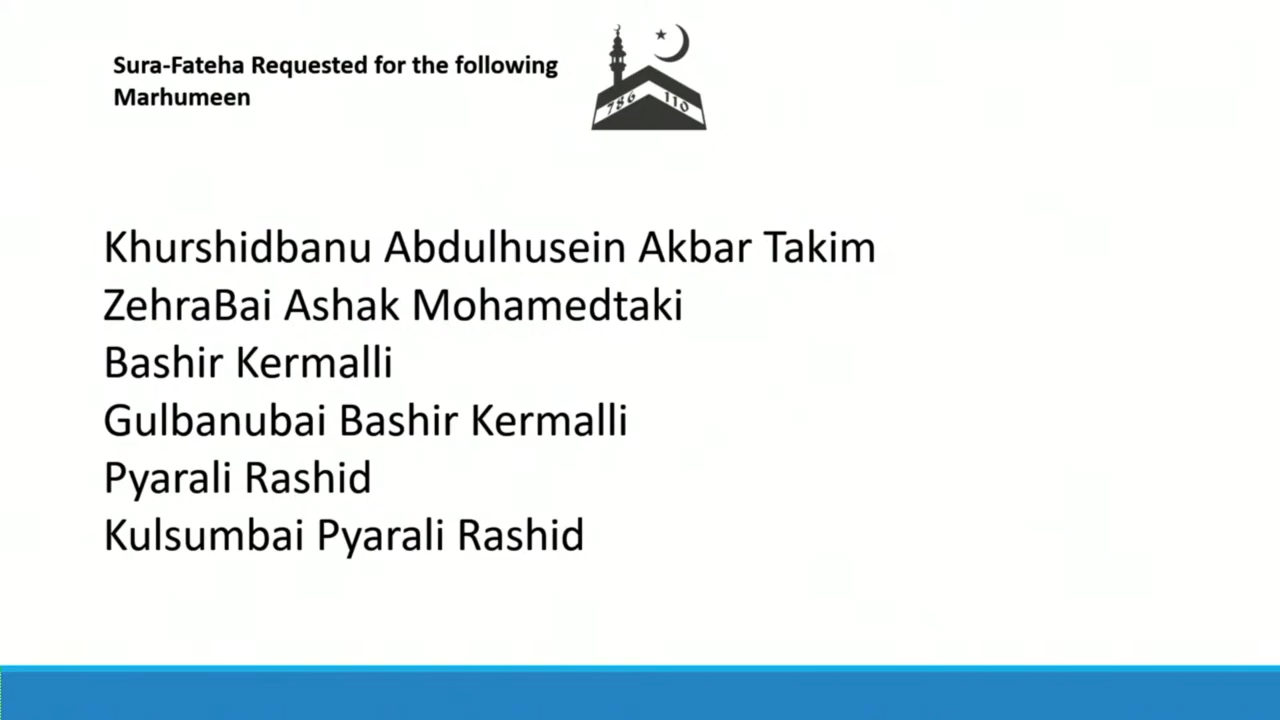 Sura-Fateha Requested for the following
Marhumeen
786 110
Khurshidbanu Abdulhusein Akbar Takim
ZehraBai Ashak Mohamedtaki
Bashir Kermalli
Gulbanubai Bashir Kermalli
Pyarali Rashid
Kulsumbai Pyarali Rashid